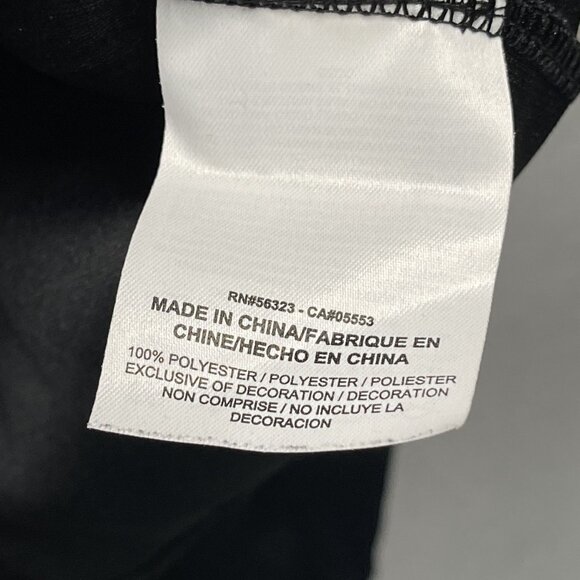 RN#56323 - CA#05553
MADE IN CHINA/FABRIQUE EN
CHINE/HECHO EN CHINA
100% POLYESTER / POLYESTER / POLIESTER
EXCLUSIVE OF DECORATION / DECORATION
NON COMPRISE / NO INCLUYE LA
DECORACION